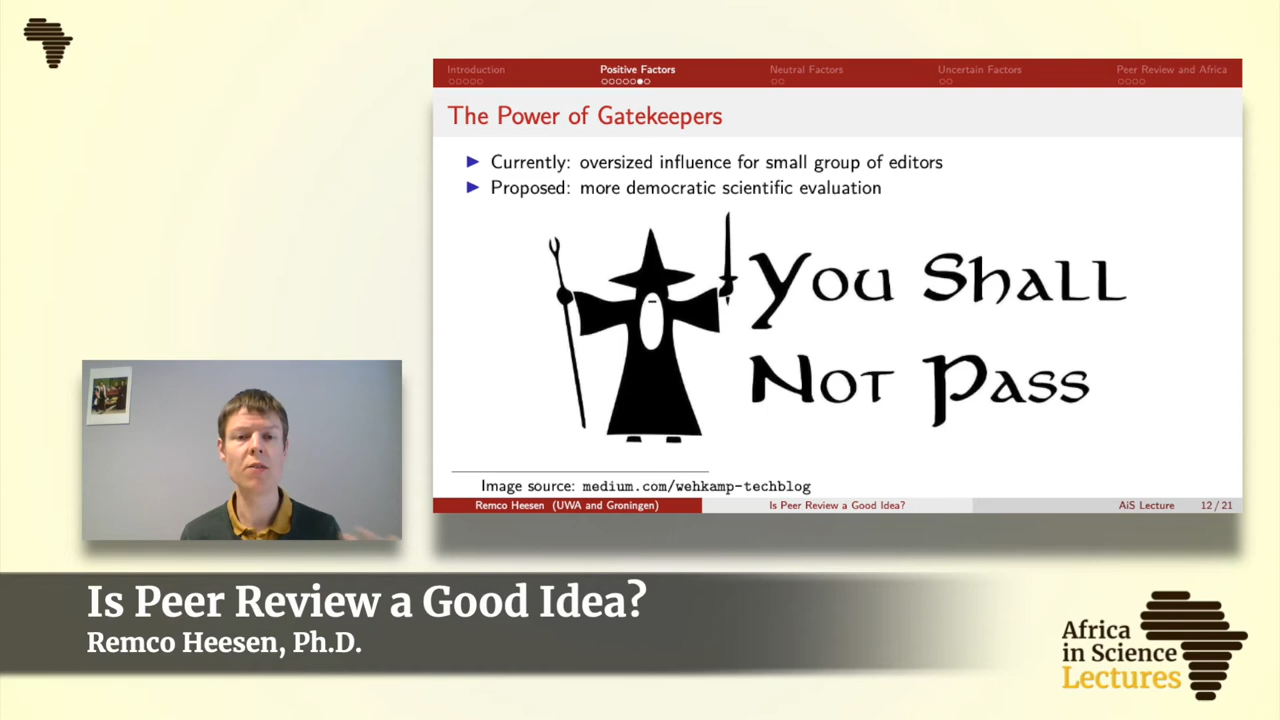 Introduction
Positive Factors
Neutral Factors
Uncertain Factors
Peer Review and Africa
The Power of Gatekeepers
Currently: oversized influence for small group of editors
Proposed: more democratic scientific evaluation
You Shall
Not Pass
Image source: medium.com/wehkamp-techblog
Remco Heesen (UWA and Groningen)
Is Peer Review a Good Idea?
AiS Lecture
12 / 21
Is Peer Review a Good Idea?
Remco Heesen, Ph.D.
Africa
in Science
Lectures